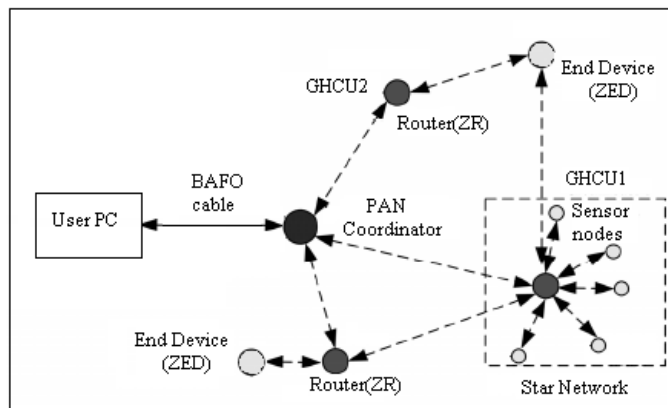 GHCU2
End Device
(ZED)
Router(ZR)
BAFO
cable
GHCU1
User PC
PAN
Coordinator
Sensor
nodes
End Device
(ZED)
Router(ZR)
Star Network